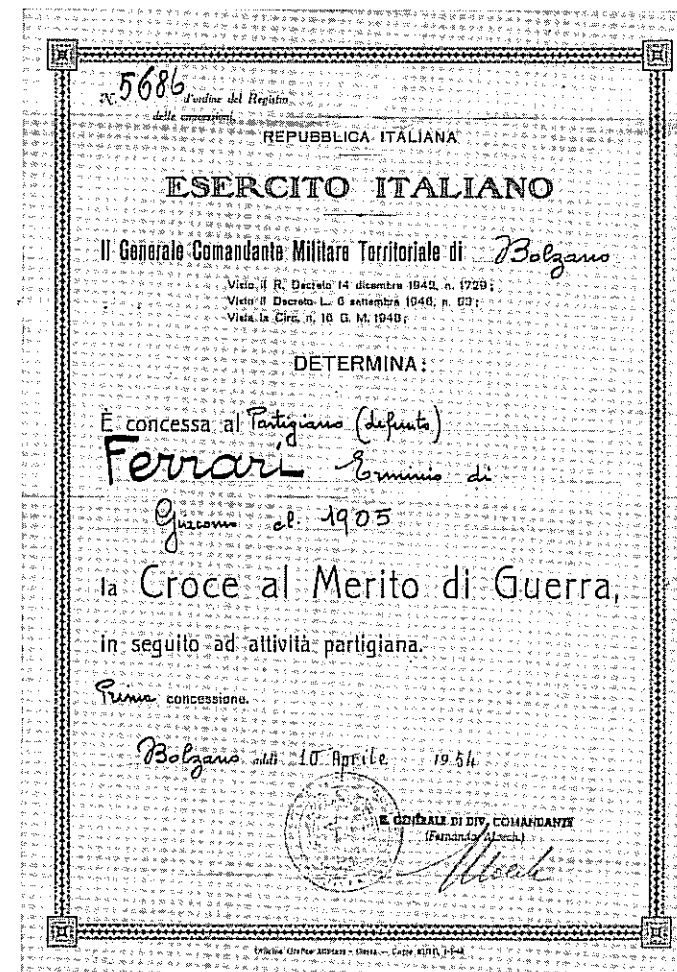 N. 5686 d'ordine del Registro
delle concessioni
REPUBBLICA ITALIANA
ESERCITO ITALIANO
Il Generale Comandante Militare Territoriale di Bolzano
Visto il R. Decreto 14 dicembre 1942, n. 1729;
Visto il Decreto L. 6 settembre 1946, n. 93;
Vista la Circ. n. 16 G. M. 1948;
DETERMINA:
È concessa al Partigiano (defunto)
Ferrari Erminio di
Giacomo cl. 1905
la Croce al Merito di Guerra,
in seguito ad attività partigiana.
Prima concessione.
Bolzano addì 10 Aprile 1954
IL GENERALE DI DIV. COMANDANTE